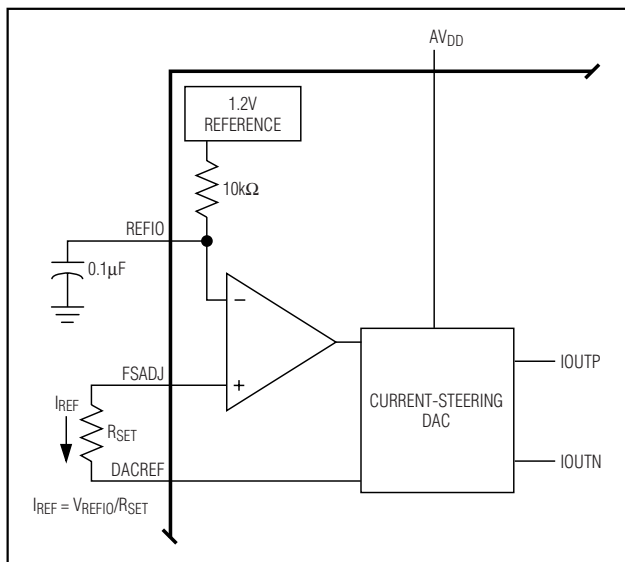 AVDD
1.2V
REFERENCE
10kΩ
REFIO
0.1µF
−
+
FSADJ
IREF
RSET
DACREF
CURRENT-STEERING
DAC
IOUTP
IOUTN
IREF = VREFIO/RSET